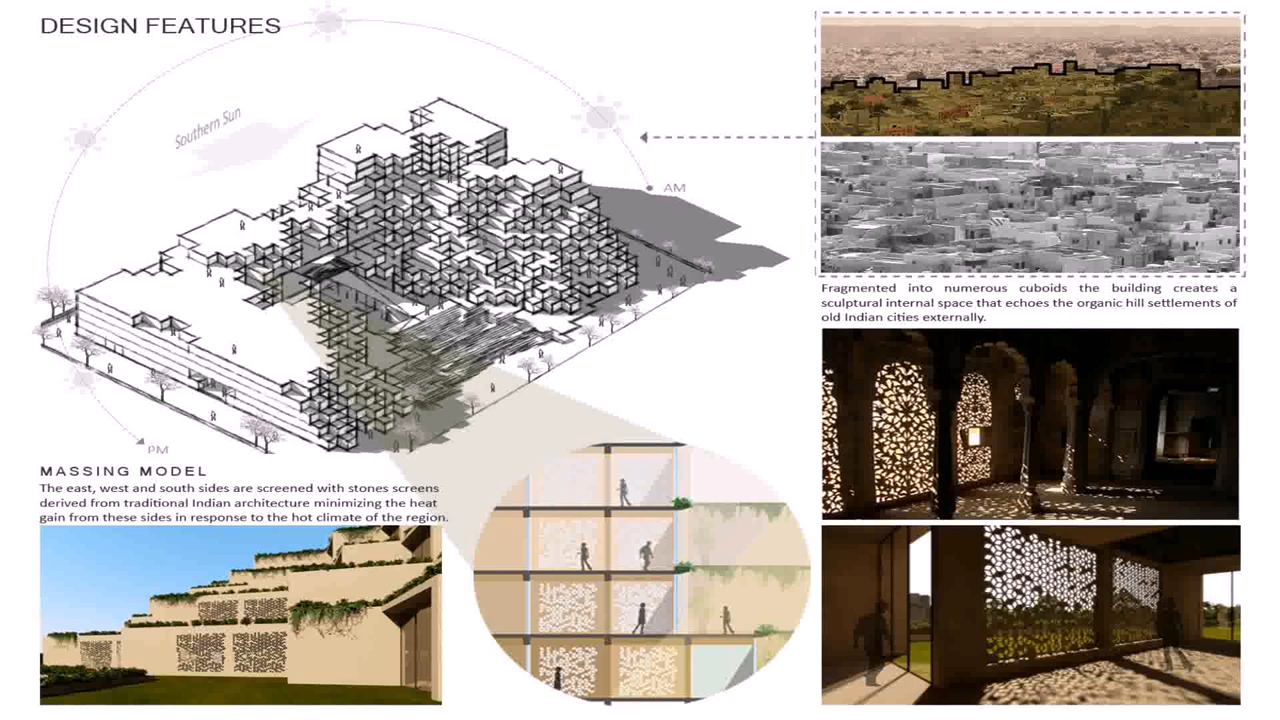 DESIGN FEATURES
Southern Sun
AM
PM
Fragmented into numerous cuboids the building creates a
sculptural internal space that echoes the organic hill settlements of
old Indian cities externally.
MASSING MODEL
The east, west and south sides are screened with stones screens
derived from traditional Indian architecture minimizing the heat
gain from these sides in response to the hot climate of the region.